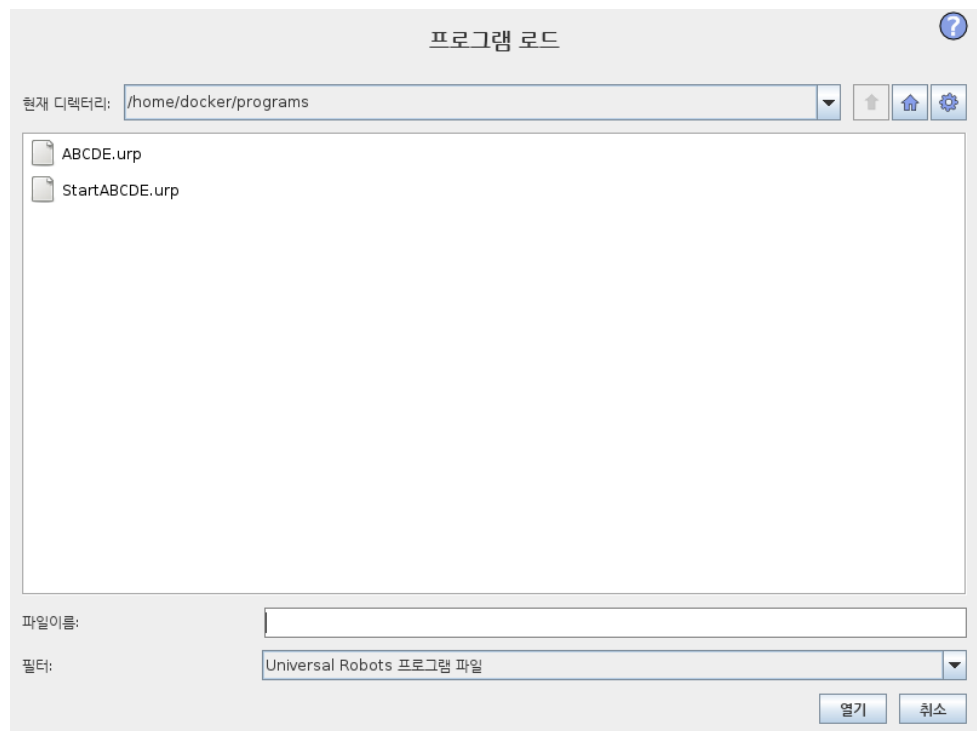 프로그램 로드
?
현재 디렉터리: /home/docker/programs
ABCDE.urp
StartABCDE.urp
파일이름:
필터: Universal Robots 프로그램 파일
열기 취소